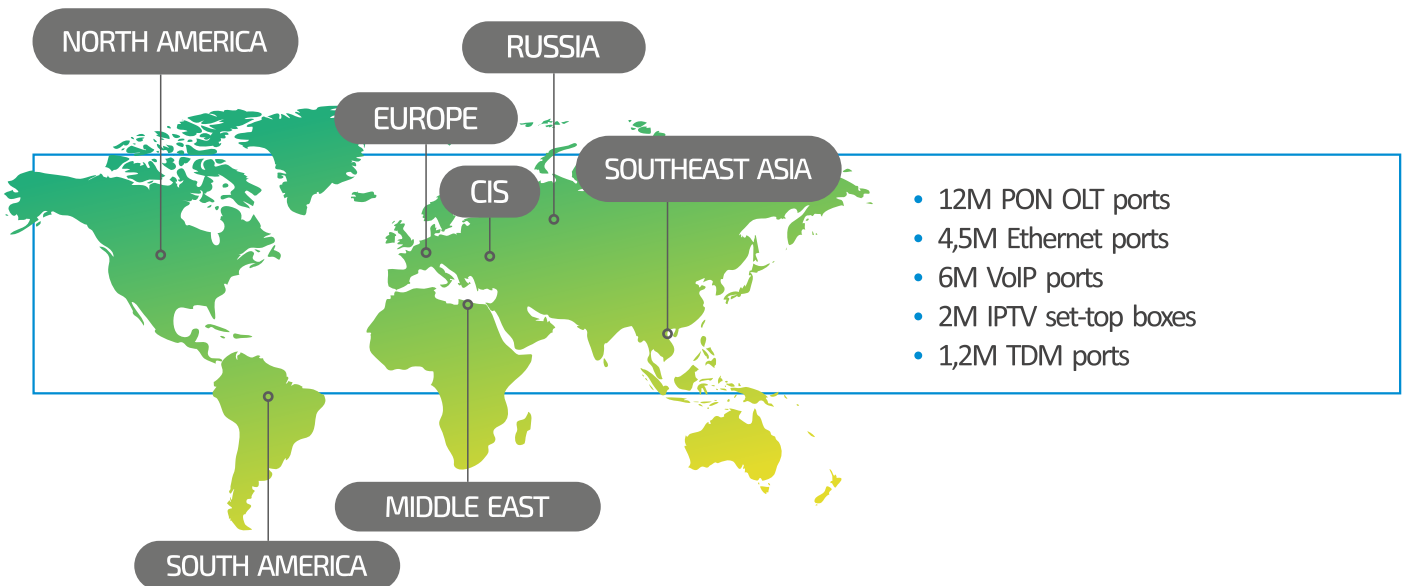 NORTH AMERICA
RUSSIA
EUROPE
SOUTHEAST ASIA
CIS
• 12M PON OLT ports
• 4,5M Ethernet ports
• 6M VoIP ports
• 2M IPTV set-top boxes
• 1,2M TDM ports
MIDDLE EAST
SOUTH AMERICA